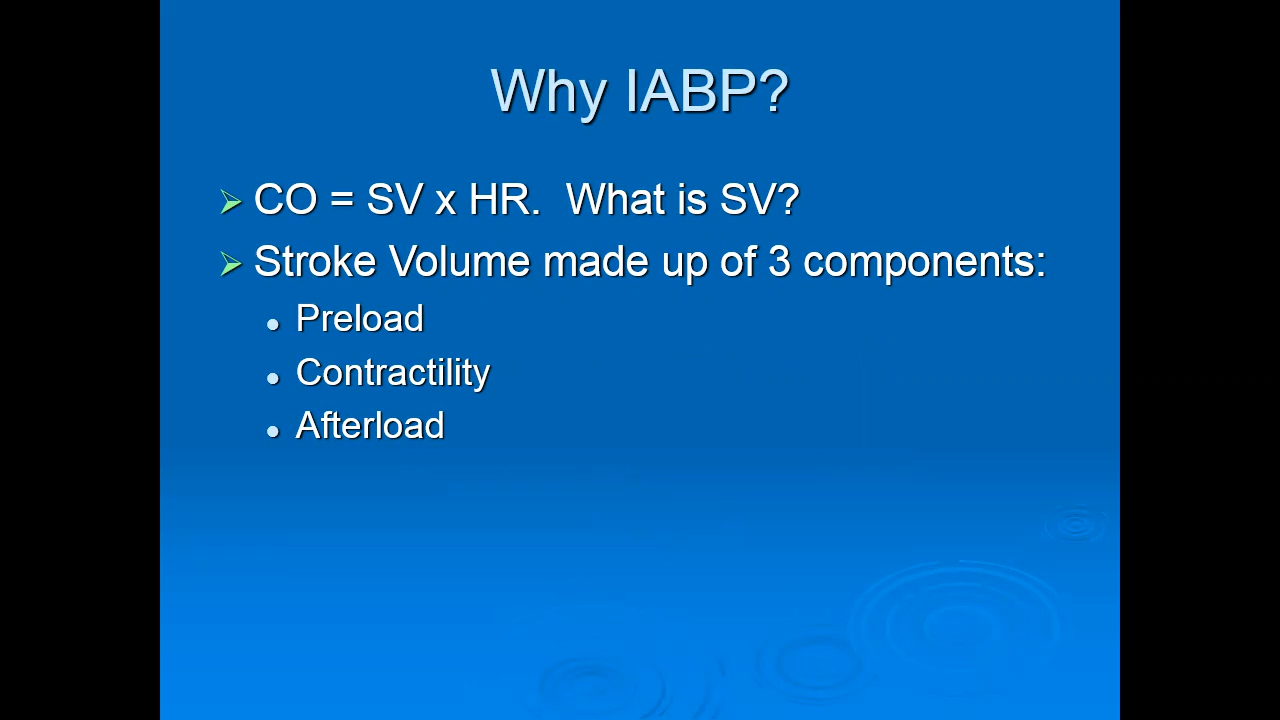 Why IABP?
CO = SV x HR.  What is SV?
Stroke Volume made up of 3 components:
Preload
Contractility
Afterload